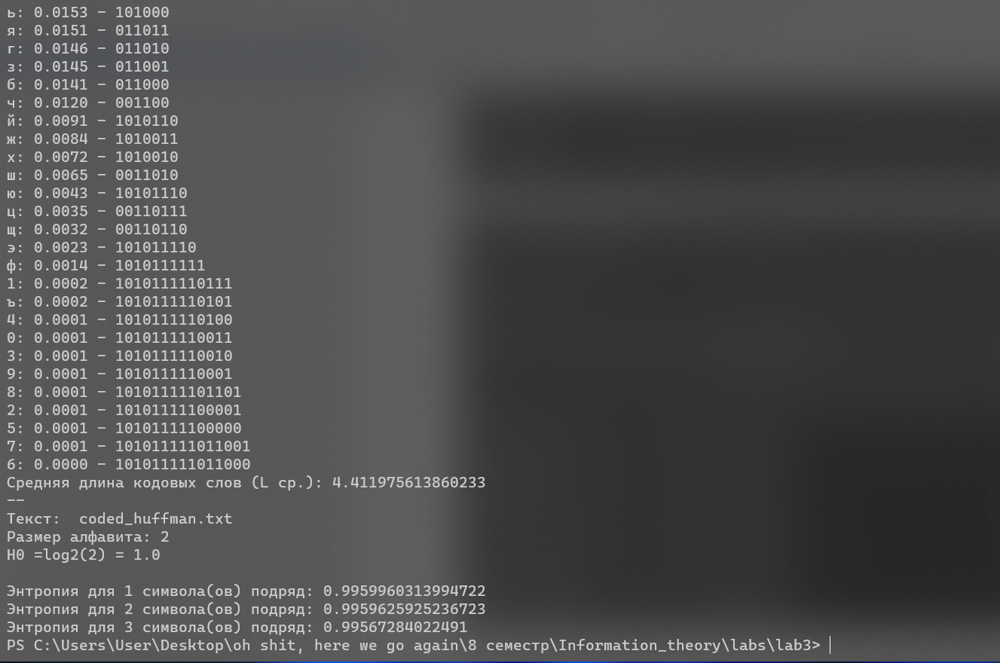 ь: 0.0153 - 101000
я: 0.0151 - 011011
г: 0.0146 - 011010
з: 0.0145 - 011001
б: 0.0141 - 011000
ч: 0.0120 - 001100
й: 0.0091 - 1010110
ж: 0.0084 - 1010011
х: 0.0072 - 1010010
ш: 0.0065 - 0011010
ю: 0.0043 - 10101110
ц: 0.0035 - 00110111
щ: 0.0032 - 00110110
э: 0.0023 - 101011110
ф: 0.0014 - 1010111111
1: 0.0002 - 1010111110111
ъ: 0.0002 - 1010111110101
4: 0.0001 - 1010111110100
0: 0.0001 - 1010111110011
3: 0.0001 - 1010111110010
9: 0.0001 - 1010111110001
8: 0.0001 - 10101111101101
2: 0.0001 - 10101111100001
5: 0.0001 - 10101111100000
7: 0.0001 - 101011111011001
6: 0.0000 - 101011111011000
Средняя длина кодовых слов (L ср.): 4.411975613860233
--
Текст:  coded_huffman.txt
Размер алфавита: 2
H0 =log2(2) = 1.0
Энтропия для 1 символа(ов) подряд: 0.9959960313994722
Энтропия для 2 символа(ов) подряд: 0.9959625925236723
Энтропия для 3 символа(ов) подряд: 0.99567284022491
PS C:\Users\User\Desktop\oh shit, here we go again\8 семестр\Information_theory\labs\lab3>